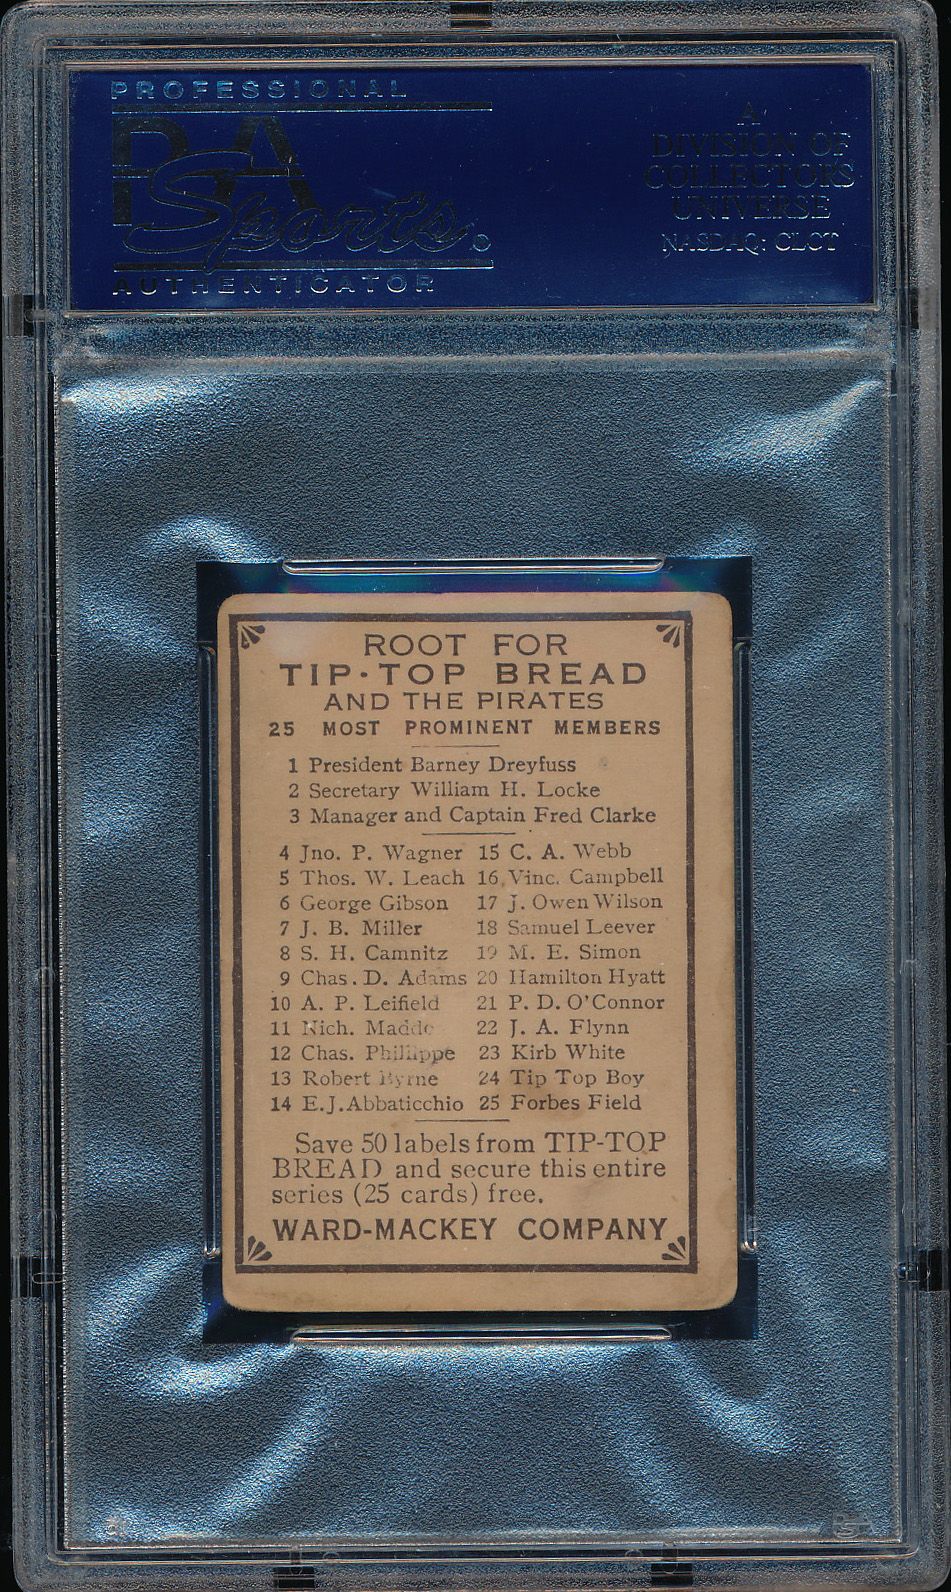 PROFESSIONAL
PSA
Sports
AUTHENTICATOR
A
DIVISION OF
COLLECTORS
UNIVERSE
NASDAQ: CLCT
ROOT FOR
TIP·TOP BREAD
AND THE PIRATES
25 MOST PROMINENT MEMBERS
1 President Barney Dreyfuss
2 Secretary William H. Locke
3 Manager and Captain Fred Clarke
4 Jno. P. Wagner
5 Thos. W. Leach
6 George Gibson
7 J. B. Miller
8 S. H. Camnitz
9 Chas. D. Adams
10 A. P. Leifield
11 Nich. Madde
12 Chas. Phillippe
13 Robert Byrne
14 E.J. Abbaticchio
15 C. A. Webb
16 Vinc. Campbell
17 J. Owen Wilson
18 Samuel Leever
19 M. E. Simon
20 Hamilton Hyatt
21 P. D. O'Connor
22 J. A. Flynn
23 Kirb White
24 Tip Top Boy
25 Forbes Field
Save 50 labels from TIP-TOP
BREAD and secure this entire
series (25 cards) free.
WARD-MACKEY COMPANY